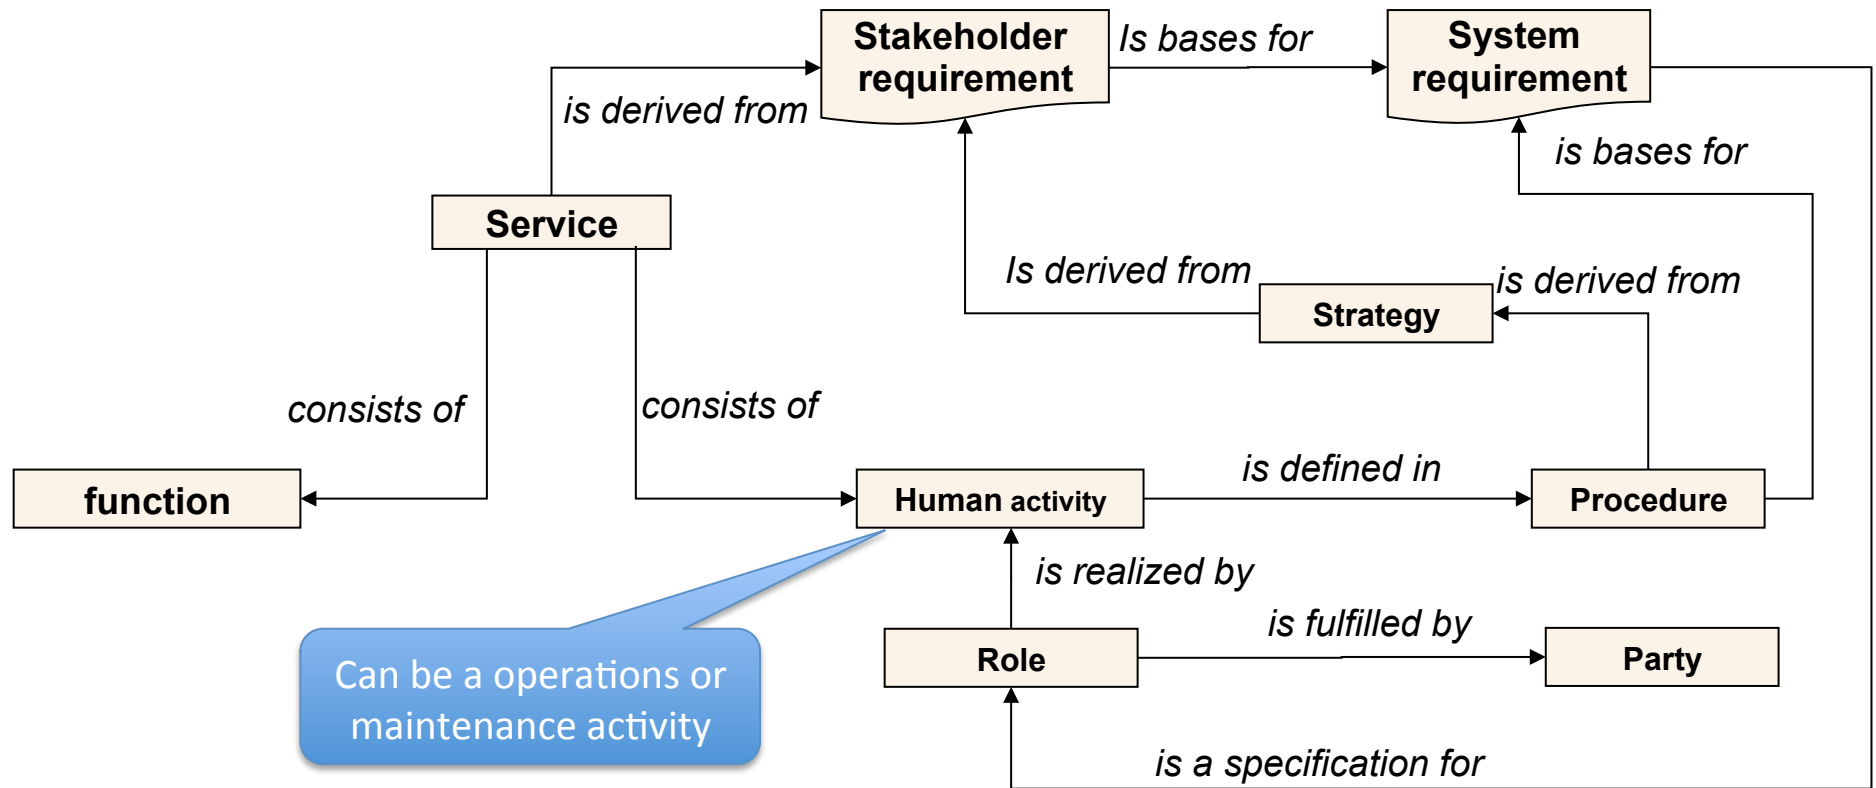 Stakeholder
requirement
Is bases for
System
requirement
is derived from
is bases for
Service
Is derived from
is derived from
Strategy
consists of
consists of
function
Human activity
is defined in
Procedure
is realized by
Role
is fulfilled by
Party
Can be a operations or
maintenance activity
is a specification for